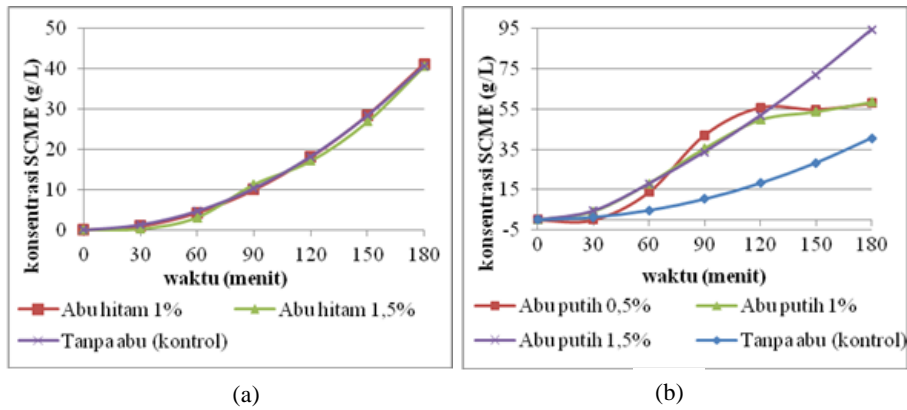 50
40
30
20
10
0
konsentrasi SCME (g/L)
0 30 60 90 120 150 180
waktu (menit)
Abu hitam 1% Abu hitam 1,5%
Tanpa abu (kontrol)
(a)
95
75
55
35
15
-5
konsentrasi SCME (g/L)
0 30 60 90 120 150 180
waktu (menit)
Abu putih 0,5% Abu putih 1%
Abu putih 1,5% Tanpa abu (kontrol)
(b)